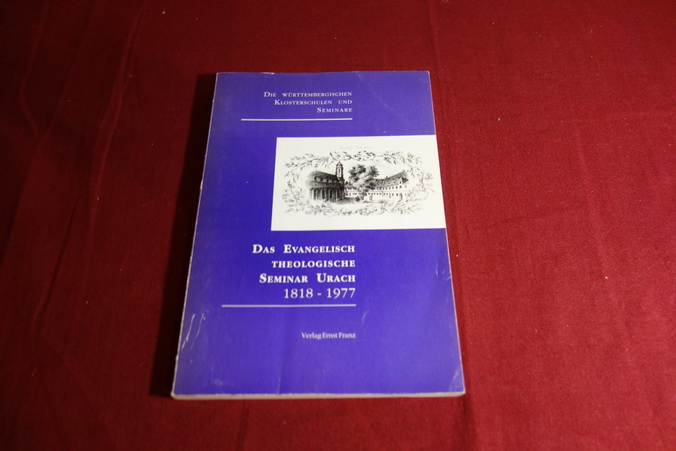 Die württembergischen
Klosterschulen und
Seminare
Das Evangelisch
theologische
Seminar Urach
1818 - 1977
Verlag Ernst Franz